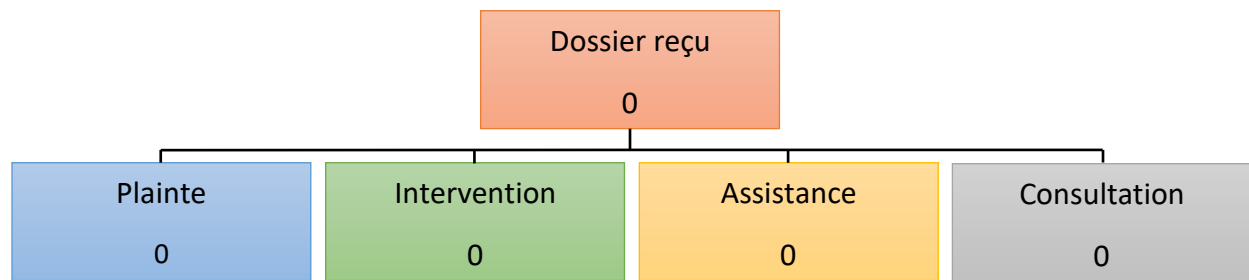 Dossier reçu
0
Plainte
0
Intervention
0
Assistance
0
Consultation
0